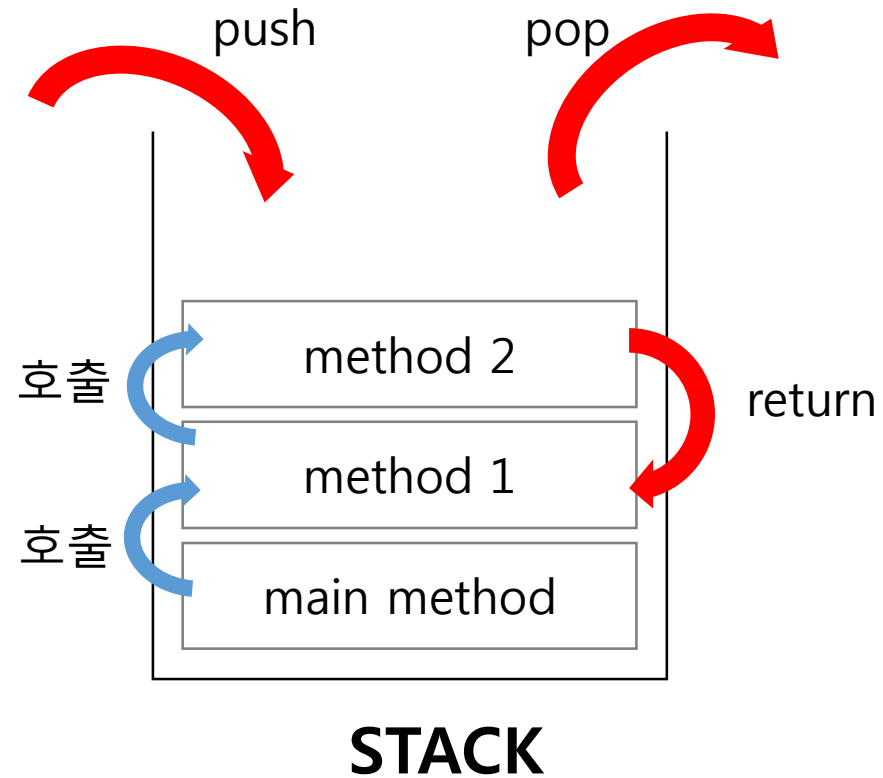 push
pop
method 2
호출
return
method 1
호출
main method
STACK